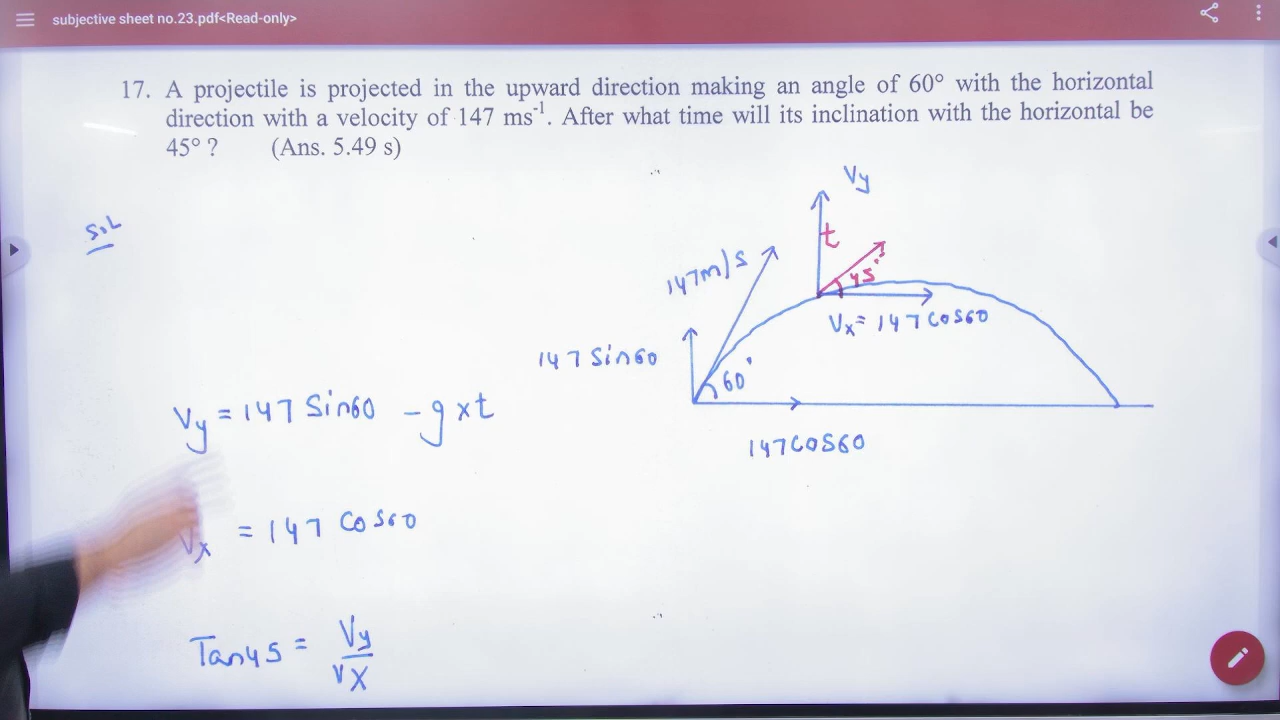 subjective sheet no.23.pdf<Read-only>
17. A projectile is projected in the upward direction making an angle of 60° with the horizontal
direction with a velocity of 147 ms⁻¹. After what time will its inclination with the horizontal be
45° ? (Ans. 5.49 s)
Sol
Vy
t
45°
147m/s
Vx = 147 cos60
147 Sin60
60°
147cos60
Vy = 147 Sin60 - g x t
Vx = 147 cos60
Tan45 = Vy
Vx